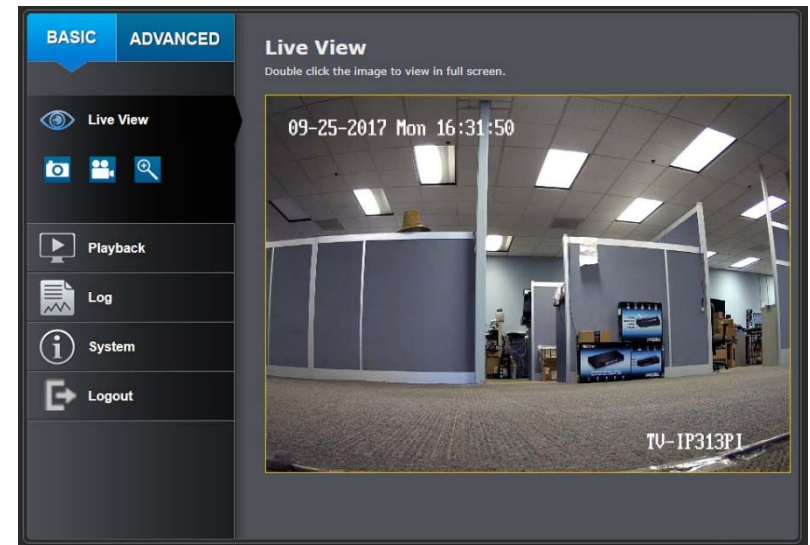 BASIC
ADVANCED
Live View
Double click the image to view in full screen.
Live View
09-25-2017 Mon 16:31:50
Playback
Log
System
Logout
TV-IP313PI